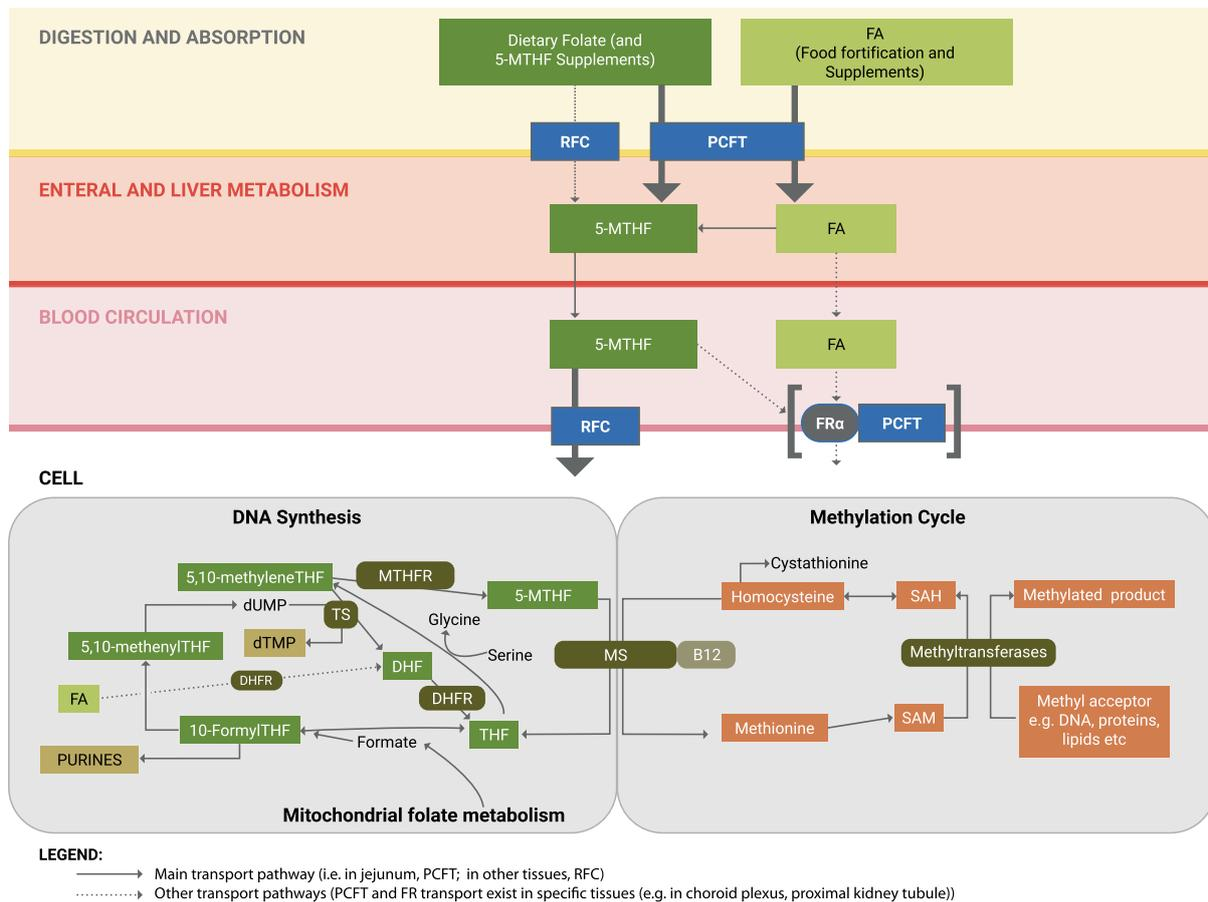 DIGESTION AND ABSORPTION
Dietary Folate (and
5-MTHF Supplements)
FA
(Food fortification and
Supplements)
RFC
PCFT
ENTERAL AND LIVER METABOLISM
5-MTHF
FA
BLOOD CIRCULATION
5-MTHF
FA
RFC
FRα
PCFT
CELL
DNA Synthesis
5,10-methyleneTHF
MTHFR
5-MTHF
dUMP
TS
Glycine
dTMP
5,10-methenylTHF
Serine
DHF
DHFR
FA
DHFR
10-FormylTHF
THF
Formate
PURINES
Mitochondrial folate metabolism
MS
B12
Methylation Cycle
Cystathionine
Homocysteine
SAH
Methylated product
Methyltransferases
Methionine
SAM
Methyl acceptor
e.g. DNA, proteins,
lipids etc
LEGEND:
Main transport pathway (i.e. in jejunum, PCFT; in other tissues, RFC)
Other transport pathways (PCFT and FR transport exist in specific tissues (e.g. in choroid plexus, proximal kidney tubule))